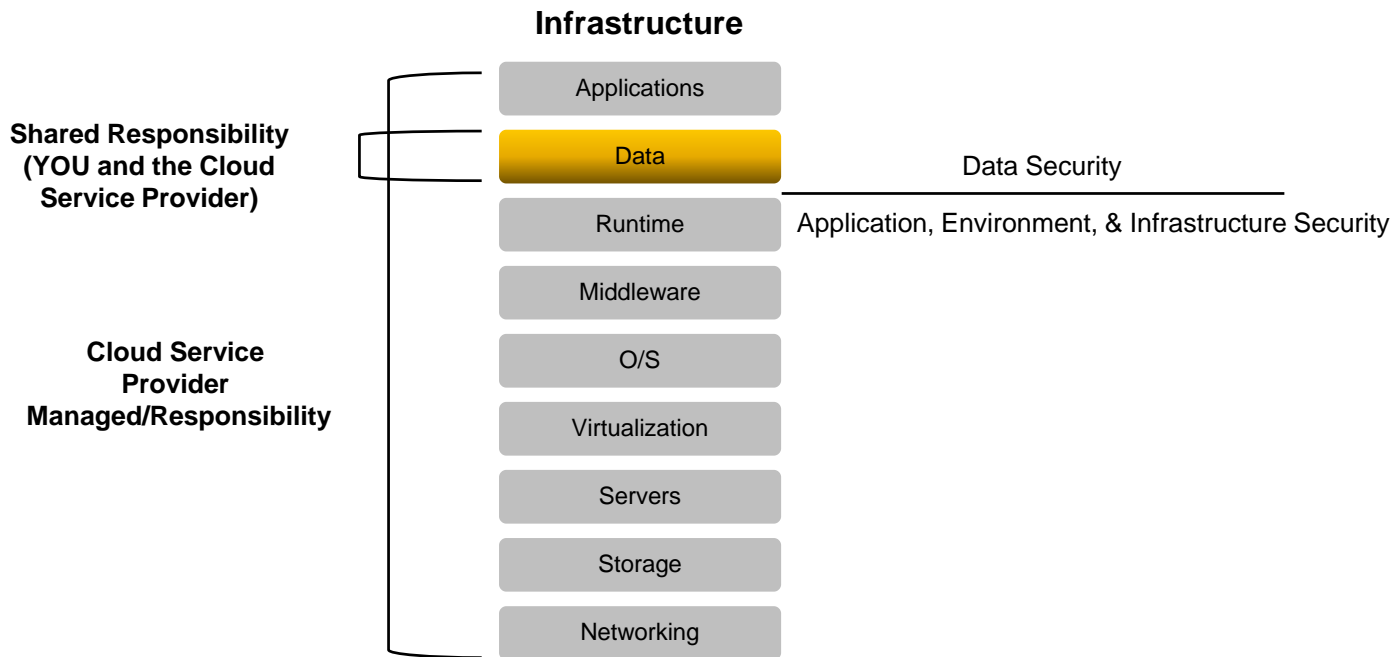 Infrastructure
Applications
Shared Responsibility
(YOU and the Cloud
Service Provider)
Data
Data Security
Runtime
Application, Environment, & Infrastructure Security
Middleware
Cloud Service
Provider
Managed/Responsibility
O/S
Virtualization
Servers
Storage
Networking